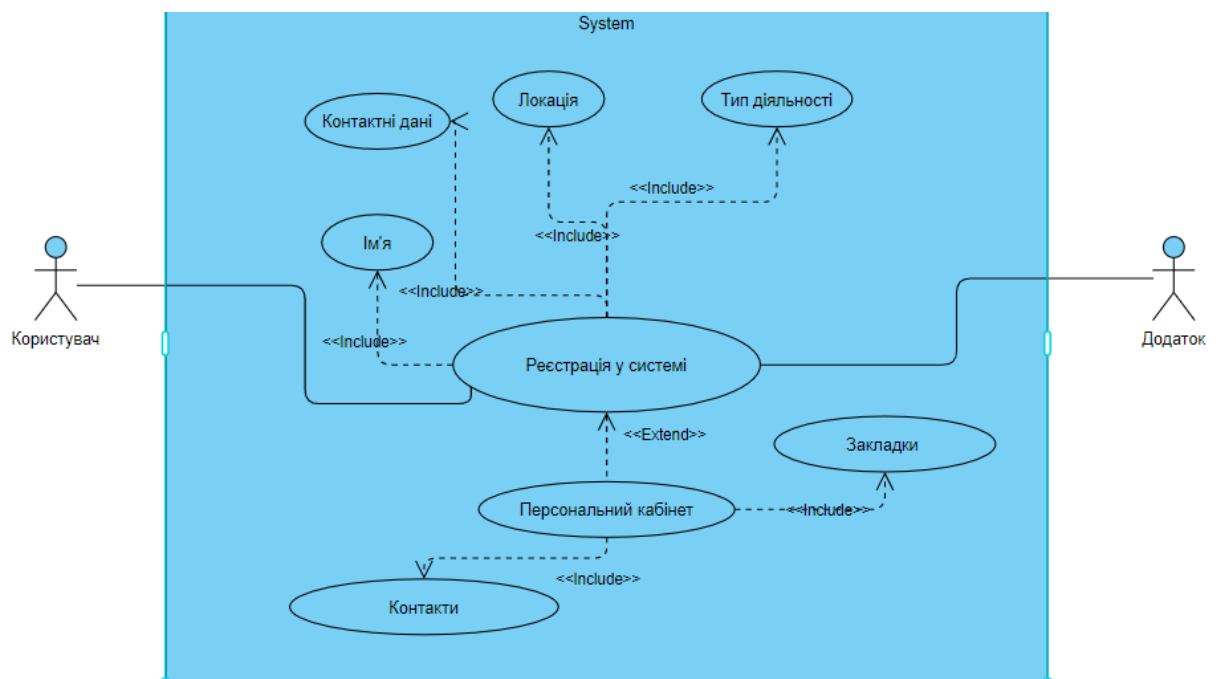 System
Локація
Тип діяльності
Контактні дані
<<Include>>
<<Include>>
Ім'я
<<Include>>
Користувач
<<Include>>
Додаток
Реєстрація у системі
<<Extend>>
Закладки
Персональний кабінет
<<Include>>
<<Include>>
Контакти